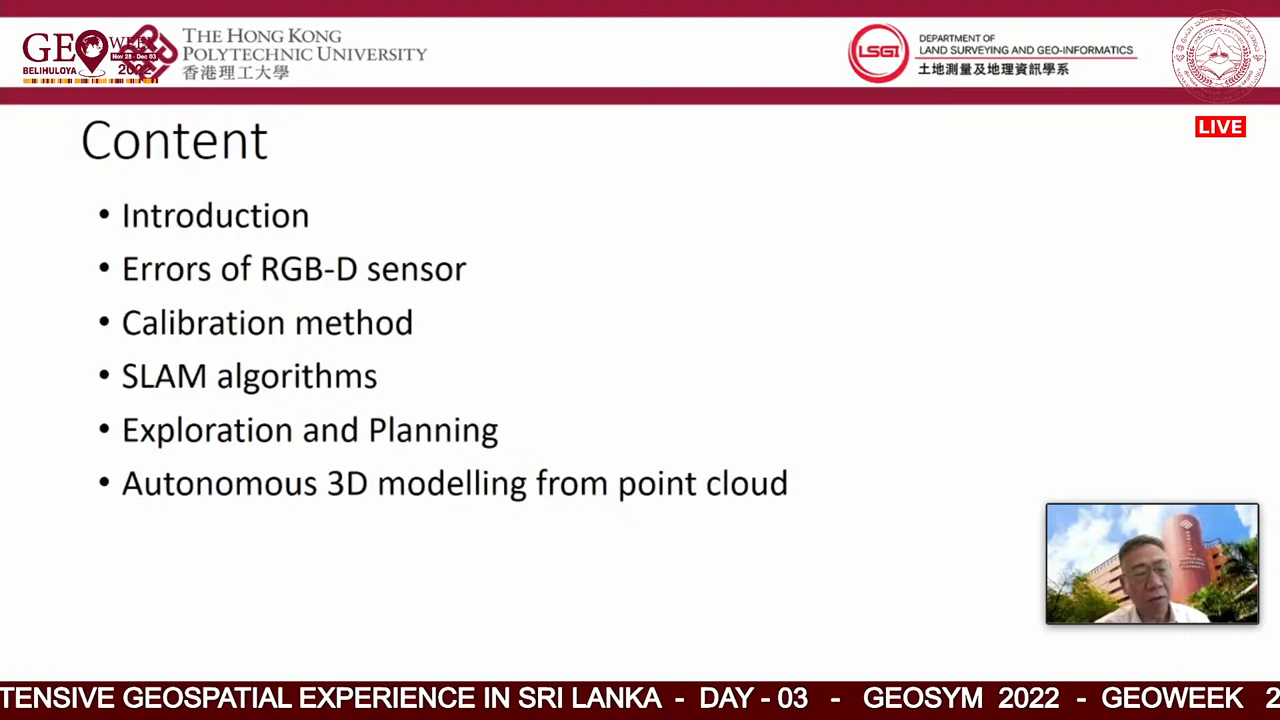 GEOWEEK
Nov 28 - Dec 03
BELIHULOYA 2022
THE HONG KONG
POLYTECHNIC UNIVERSITY
香港理工大學
LSGI
DEPARTMENT OF
LAND SURVEYING AND GEO-INFORMATICS
土地測量及地理資訊學系
LIVE
Content
• Introduction
• Errors of RGB-D sensor
• Calibration method
• SLAM algorithms
• Exploration and Planning
• Autonomous 3D modelling from point cloud
TENSIVE GEOSPATIAL EXPERIENCE IN SRI LANKA - DAY - 03 - GEOSYM 2022 - GEOWEEK 2